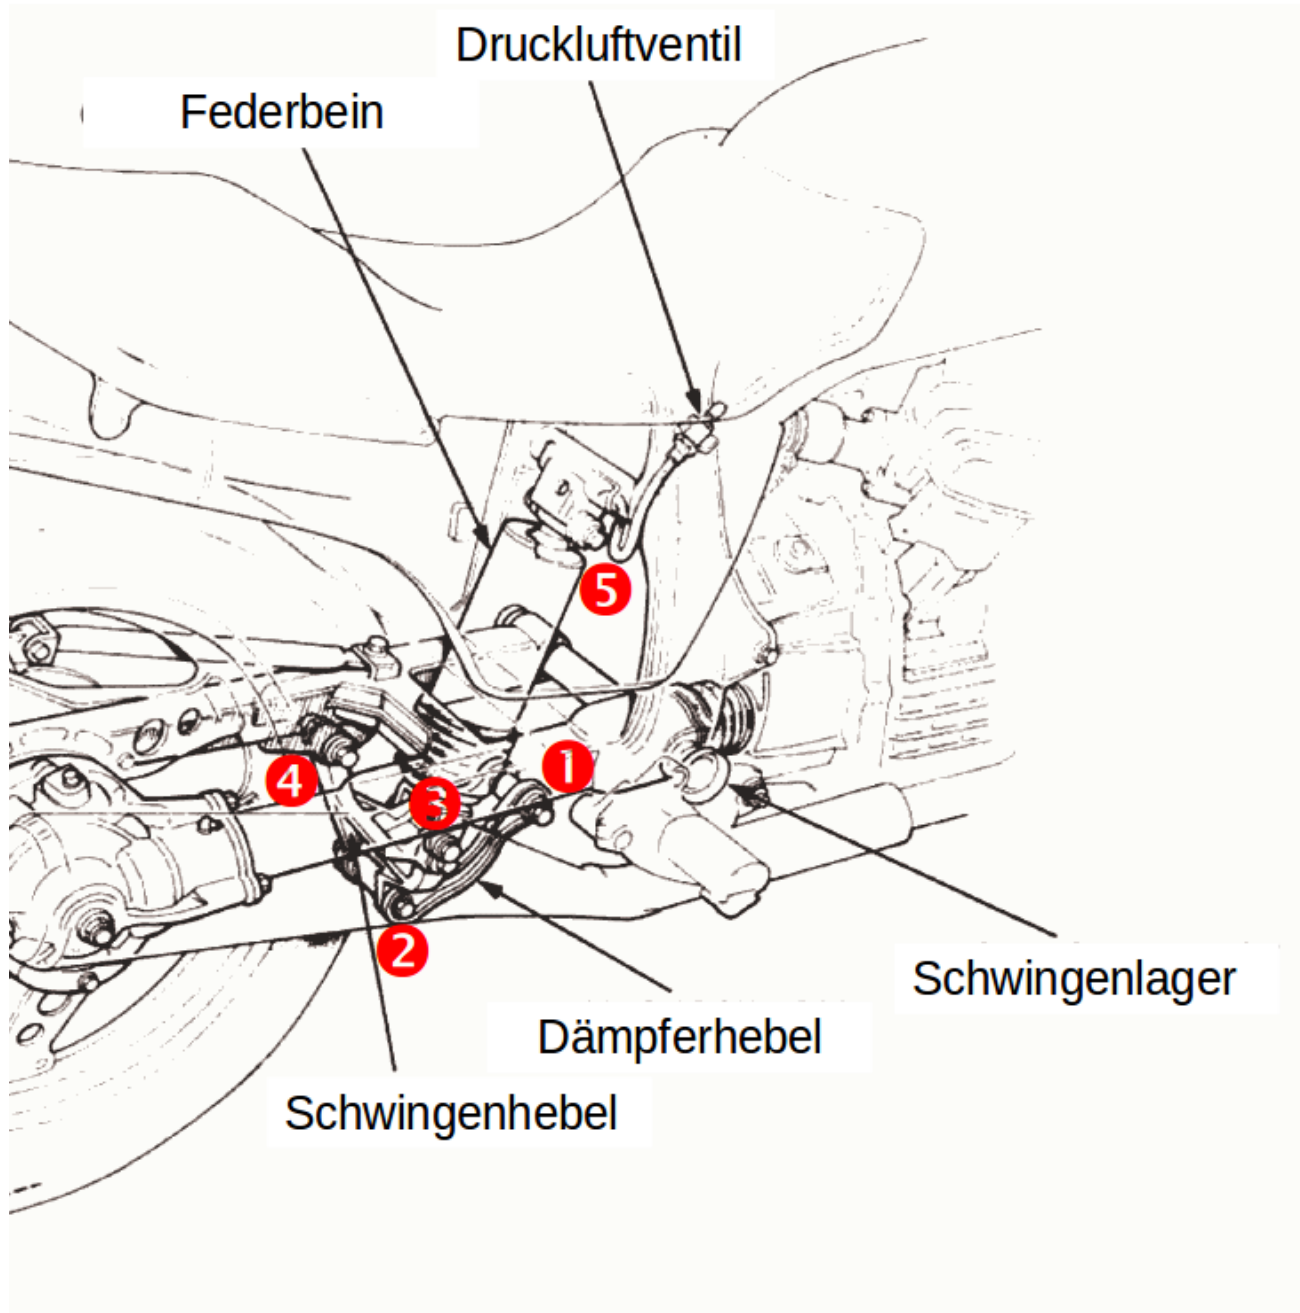 Druckluftventil
Federbein
5
1
4
3
2
Schwingenlager
Dämpferhebel
Schwingenhebel